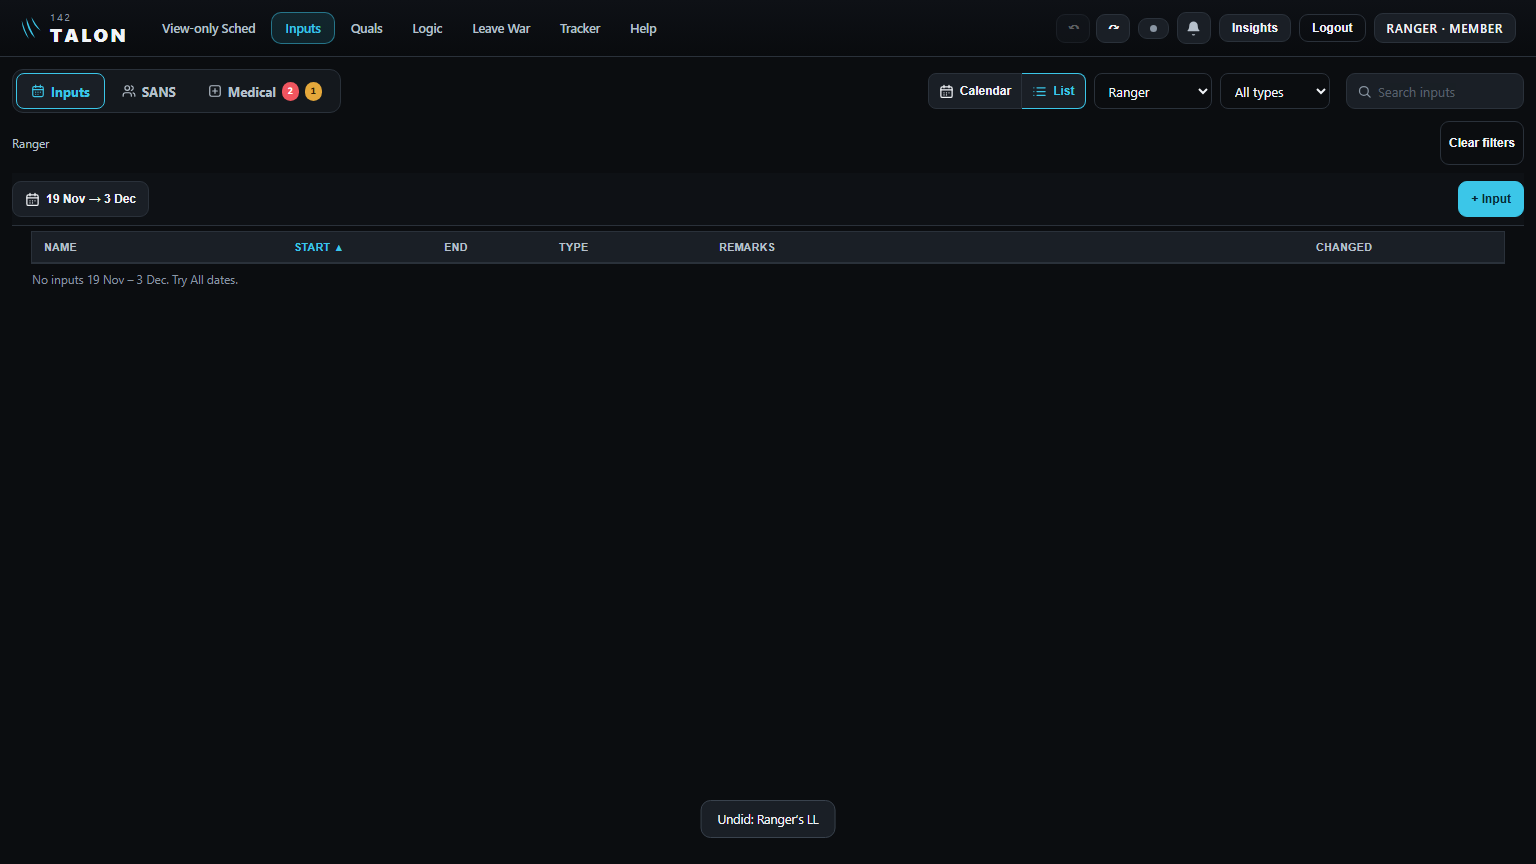 142
TALON
View-only Sched
Inputs
Quals
Logic
Leave War
Tracker
Help
Insights
Logout
RANGER · MEMBER
Inputs
SANS
Medical 2 1
Calendar
List
Ranger
All types
Search inputs
Ranger
Clear filters
19 Nov → 3 Dec
+ Input
NAME START ▲ END TYPE REMARKS CHANGED
No inputs 19 Nov – 3 Dec. Try All dates.
Undid: Ranger's LL